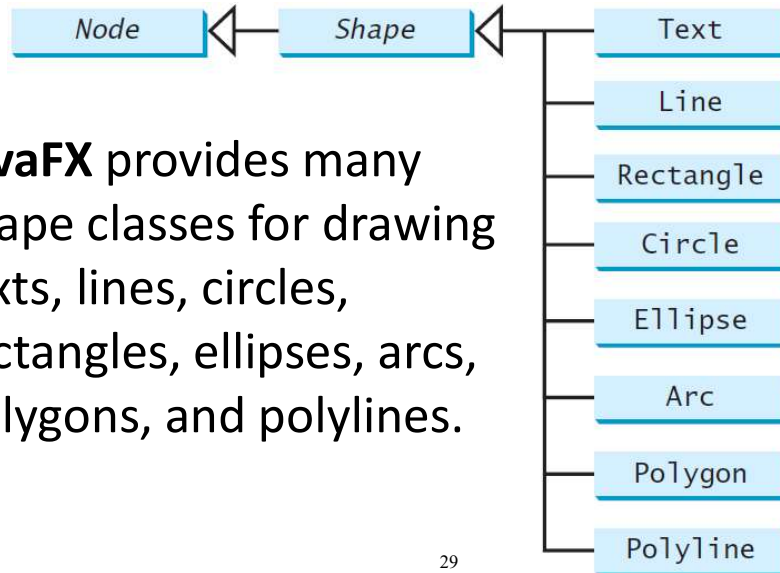 Node Shape Text
Line
Rectangle
Circle
Ellipse
Arc
Polygon
Polyline
vaFX provides many
ape classes for drawing
xts, lines, circles,
ctangles, ellipses, arcs,
lygons, and polylines.
29